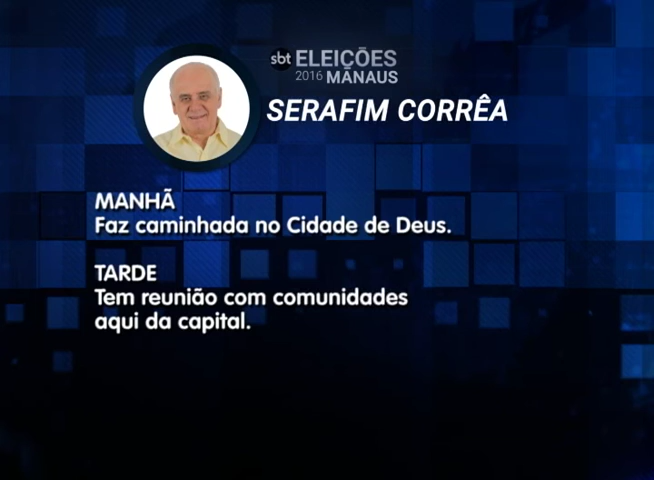 sbt ELEIÇÕES
2016 MANAUS
SERAFIM CORRÊA
MANHÃ
Faz caminhada no Cidade de Deus.
TARDE
Tem reunião com comunidades
aqui da capital.